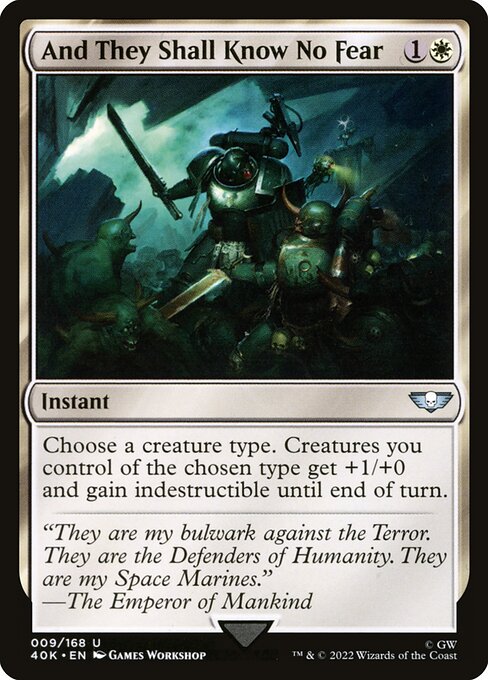 And They Shall Know No Fear 1
Instant
Choose a creature type. Creatures you
control of the chosen type get +1/+0
and gain indestructible until end of turn.
“They are my bulwark against the Terror.
They are the Defenders of Humanity. They
are my Space Marines.”
—The Emperor of Mankind
009/168 U © GW
40K • EN Games Workshop ™ & © 2022 Wizards of the Coast